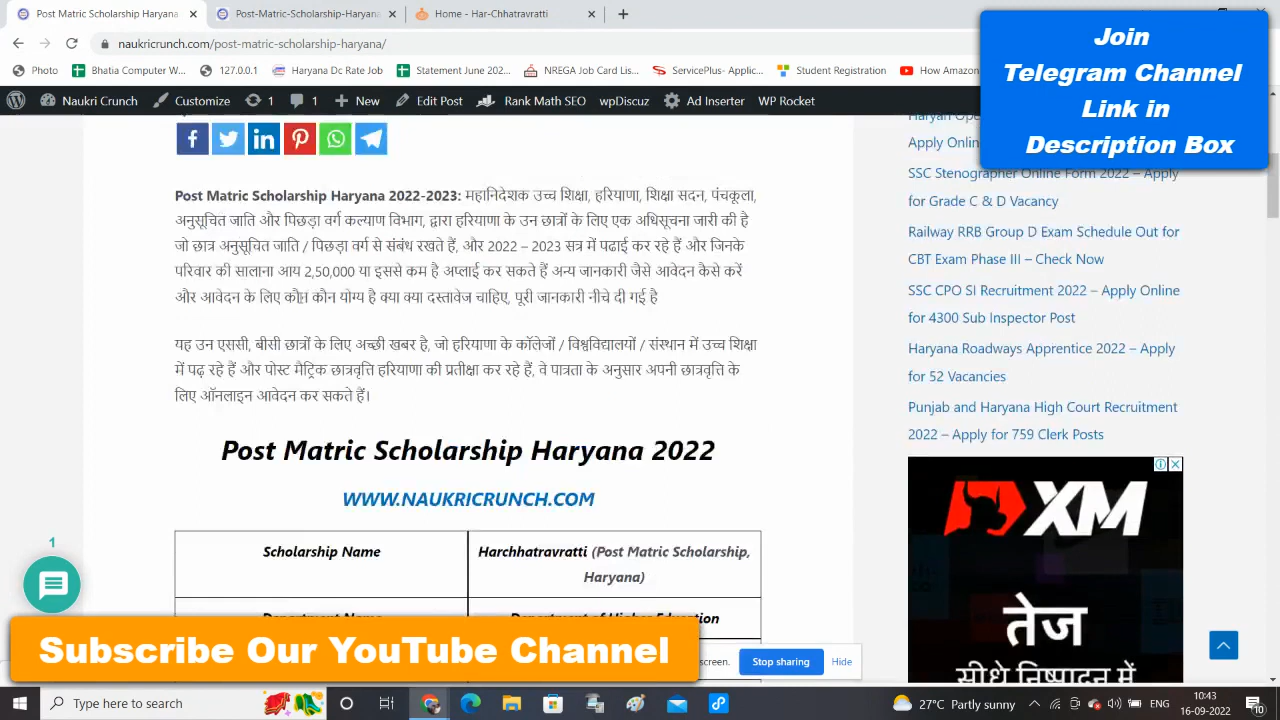 Post Matric Scholarship Haryana
Post-Matric-Scholarship-Haryana
Home - Har-Chhatravratti
naukricrunch.com/post-matric-scholarship-haryana/
Photo
Bhatia Computer W...
127.0.0.1
Haryana Dc Rate Job
Statement June 202...
NREGA Job Card Lis...
ServicePlus- Applic...
Student Registration
How Amazon
Naukri Crunch
Customize
1
1
New
Edit Post
Rank Math SEO
wpDiscuz
Ad Inserter
WP Rocket
Join
Telegram Channel
Link in
Description Box
Post Matric Scholarship Haryana 2022-2023: महानिदेशक उच्च शिक्षा, हरियाणा, शिक्षा सदन, पंचकूला,
अनुसूचित जाति और पिछड़ा वर्ग कल्याण विभाग, द्वारा हरियाणा के उन छात्रों के लिए एक अधिसूचना जारी की है
जो छात्र अनुसूचित जाति / पिछड़ा वर्ग से संबंध रखते हैं, और 2022 – 2023 सत्र में पढाई कर रहे हैं और जिनके
परिवार की सालाना आय 2,50,000 या इससे कम है अप्लाई कर सकते हैं अन्य जानकारी जैसे आवेदन कैसे करें
और आवेदन के लिए कौन कौन योग्य है क्या क्या दस्तावेज चाहिए, पूरी जानकारी नीचे दी गई है
यह उन एससी, बीसी छात्रों के लिए अच्छी खबर है, जो हरियाणा के कॉलेजों / विश्वविद्यालयों / संस्थान में उच्च शिक्षा
में पढ़ रहे हैं और पोस्ट मैट्रिक छात्रवृत्ति हरियाणा की प्रतीक्षा कर रहे हैं, वे पात्रता के अनुसार अपनी छात्रवृत्ति के
लिए ऑनलाइन आवेदन कर सकते हैं।
Post Matric Scholarship Haryana 2022
WWW.NAUKRICRUNCH.COM
Scholarship Name
Harchhatravratti (Post Matric Scholarship,
Haryana)
Department Name
Department of Higher Education
Haryan Ope
Apply Onlin
SSC Stenographer Online Form 2022 – Apply
for Grade C & D Vacancy
Railway RRB Group D Exam Schedule Out for
CBT Exam Phase III – Check Now
SSC CPO SI Recruitment 2022 – Apply Online
for 4300 Sub Inspector Post
Haryana Roadways Apprentice 2022 – Apply
for 52 Vacancies
Punjab and Haryana High Court Recruitment
2022 – Apply for 759 Clerk Posts
XM
तेज
सीधे निष्पादन में
1
Subscribe Our YouTube Channel
screen.
Stop sharing
Hide
Type here to search
27°C Partly sunny
ENG
10:43
16-09-2022
10